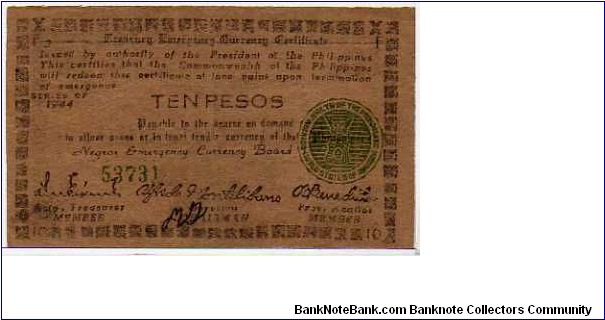 Treasury Emergency Currency Certificate
Issued by authority of the President of the Philippines
This certifies that the Commonwealth of the Philippines
will redeem this certificate at face value upon termination
of emergency
SERIES OF
1944
TEN PESOS
Payable to the bearer on demand
in silver pesos or in legal tender currency of the
Negros Emergency Currency Board
53731
Treasurer
MEMBER
MEMBER
10
10
BankNoteBank.com Banknote Collectors Community